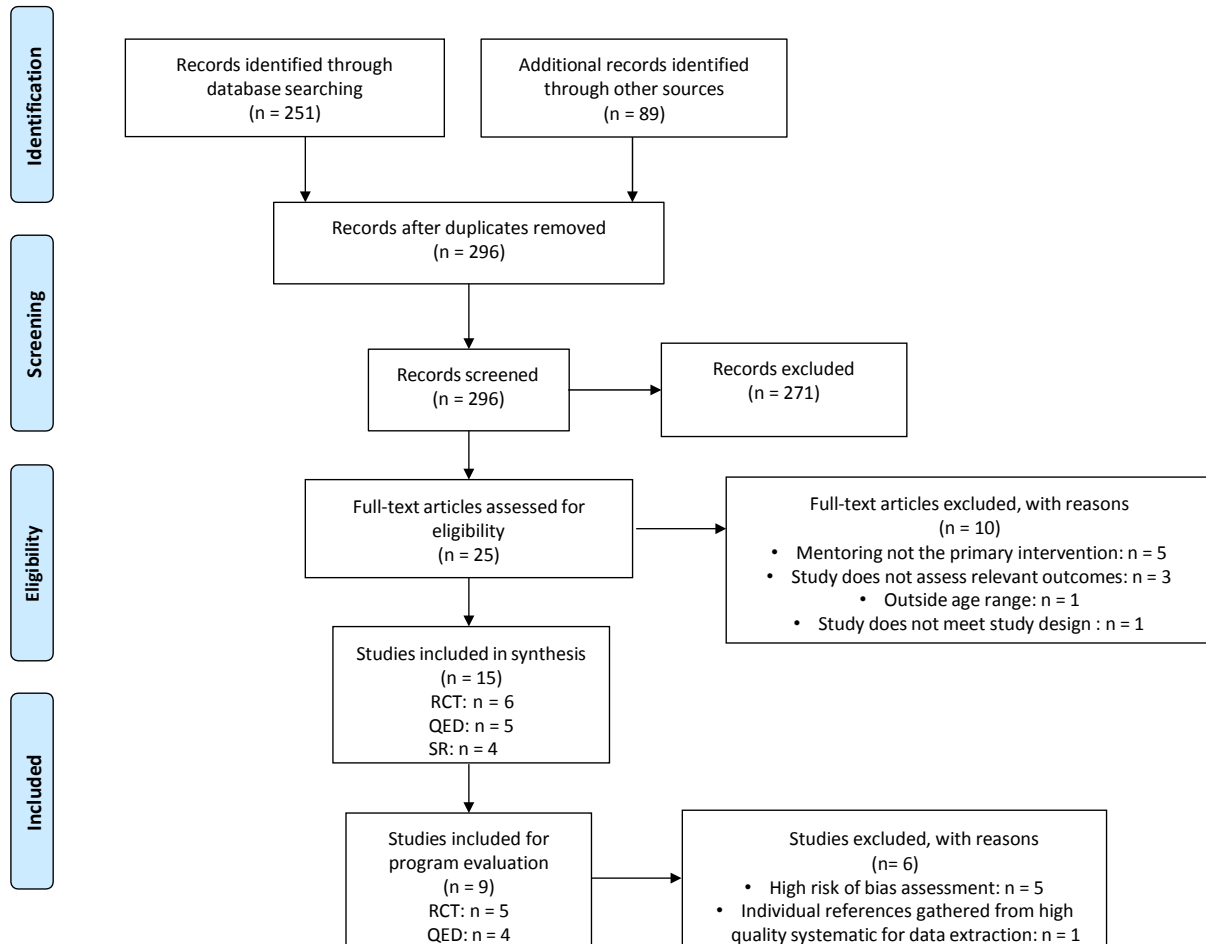 Identification
Records identified through
database searching
(n = 251)
Additional records identified
through other sources
(n = 89)
Records after duplicates removed
(n = 296)
Screening
Records screened
(n = 296)
Records excluded
(n = 271)
Eligibility
Full-text articles assessed for
eligibility
(n = 25)
Full-text articles excluded, with reasons
(n = 10)
• Mentoring not the primary intervention: n = 5
• Study does not assess relevant outcomes: n = 3
• Outside age range: n = 1
• Study does not meet study design : n = 1
Studies included in synthesis
(n = 15)
RCT: n = 6
QED: n = 5
SR: n = 4
Included
Studies included for
program evaluation
(n = 9)
RCT: n = 5
QED: n = 4
Studies excluded, with reasons
(n= 6)
• High risk of bias assessment: n = 5
• Individual references gathered from high
quality systematic for data extraction: n = 1